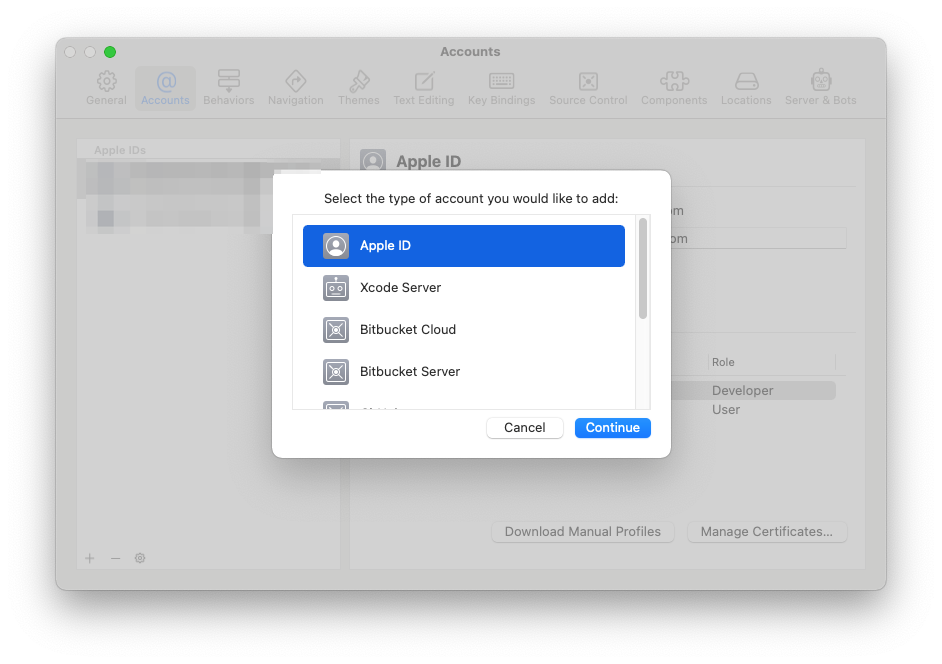 Accounts
General Accounts Behaviors Navigation Themes Text Editing Key Bindings Source Control Components Locations Server & Bots
Apple IDs
Apple ID
Select the type of account you would like to add:
om
Apple ID
om
Xcode Server
Bitbucket Cloud
Bitbucket Server
Role
Developer
User
Cancel Continue
Download Manual Profiles Manage Certificates...